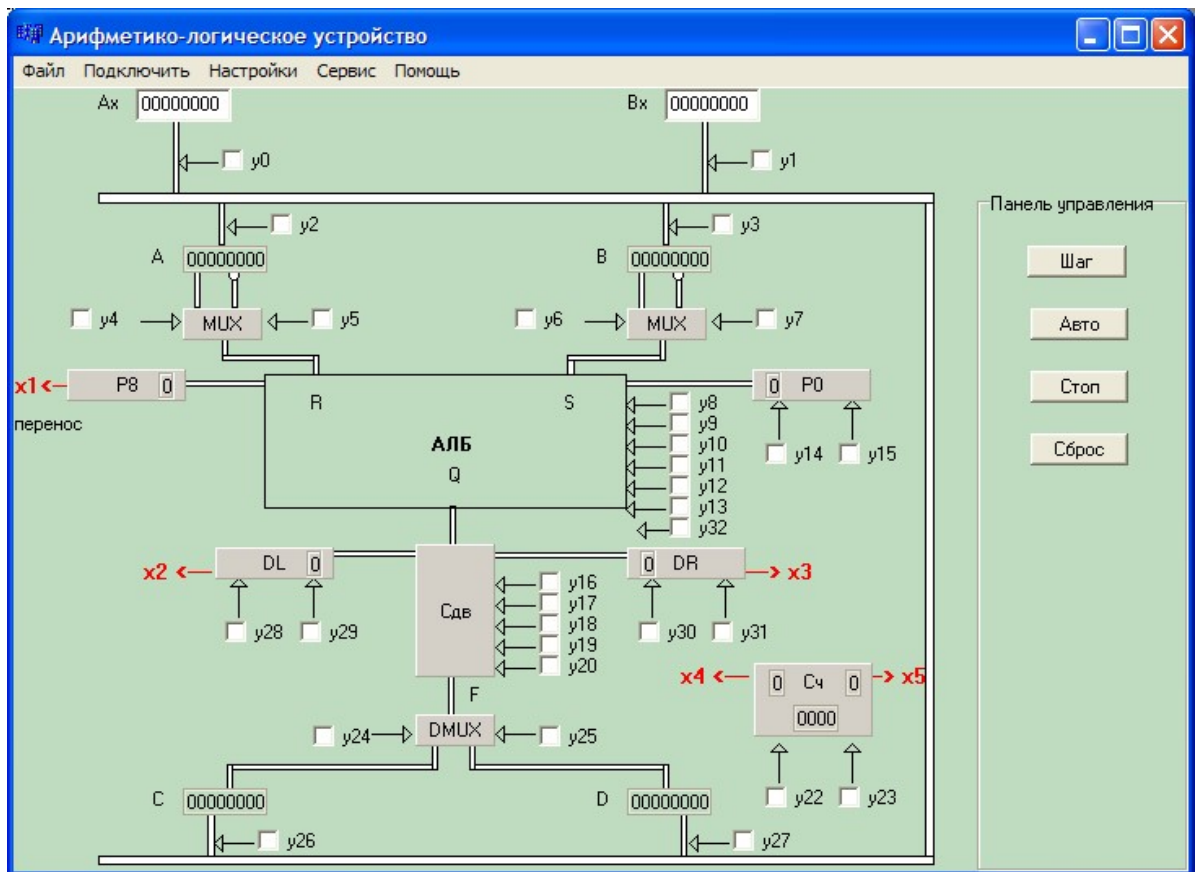 Арифметико-логическое устройство
Файл Подключить Настройки Сервис Помощь
Ax 00000000 Bx 00000000
y0 y1
Панель управления
y2 y3
A 00000000 B 00000000 Шаг
y4 MUX y5 y6 MUX y7 Авто
x1 P8 0 0 P0 Стоп
R S y8
перенос y9
АЛБ y10 y14 y15 Сброс
Q y11
y12
y13
y32
x2 DL 0 0 DR x3
y16
Сдв y17
y28 y29 y18 y30 y31
y19
y20
x4 0 Сч 0 x5
F
0000
y24 DMUX y25
C 00000000 D 00000000 y22 y23
y26 y27